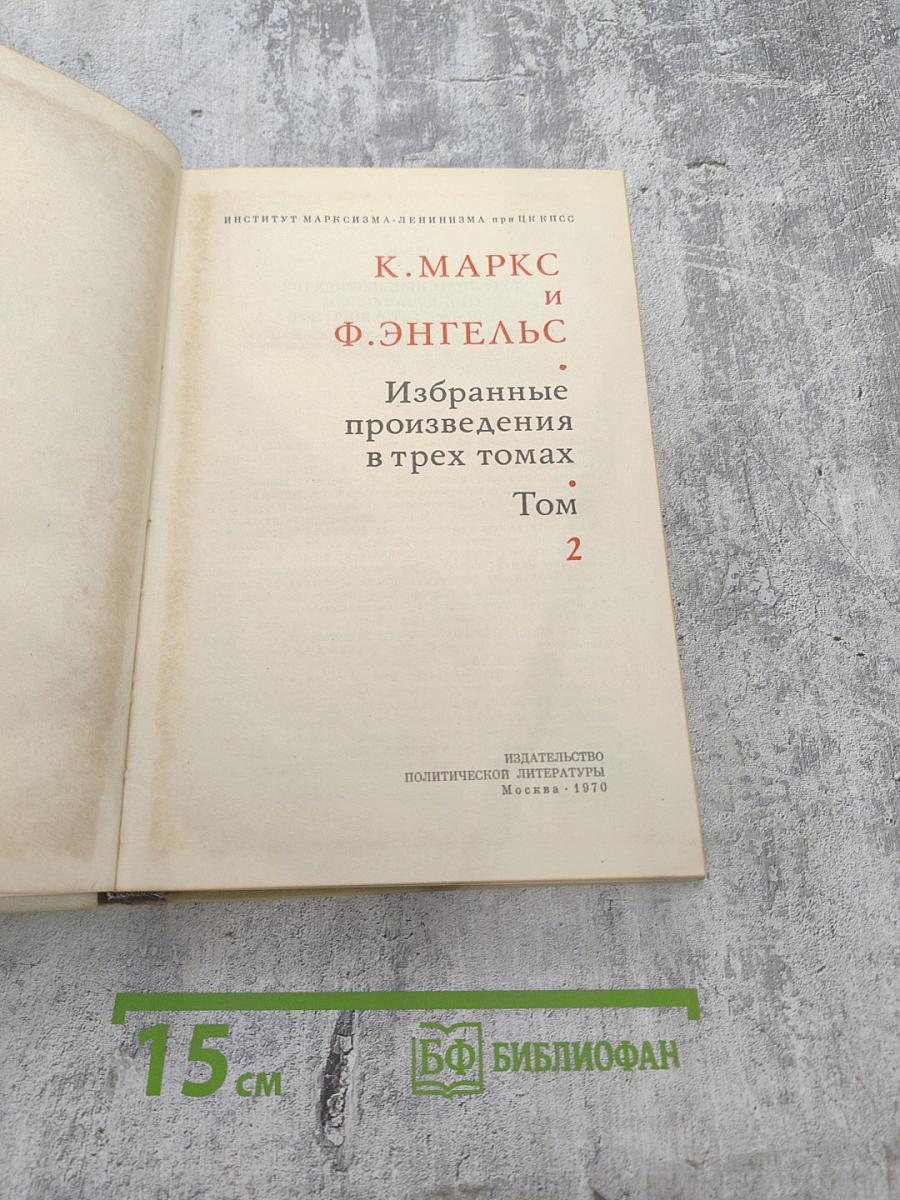 ИНСТИТУТ МАРКСИЗМА-ЛЕНИНИЗМА при ЦК КПСС
К. МАРКС
и
Ф. ЭНГЕЛЬС
Избранные
произведения
в трех томах
Том
2
ИЗДАТЕЛЬСТВО
ПОЛИТИЧЕСКОЙ ЛИТЕРАТУРЫ
Москва · 1970
15 см
БФ БИБЛИОФАН